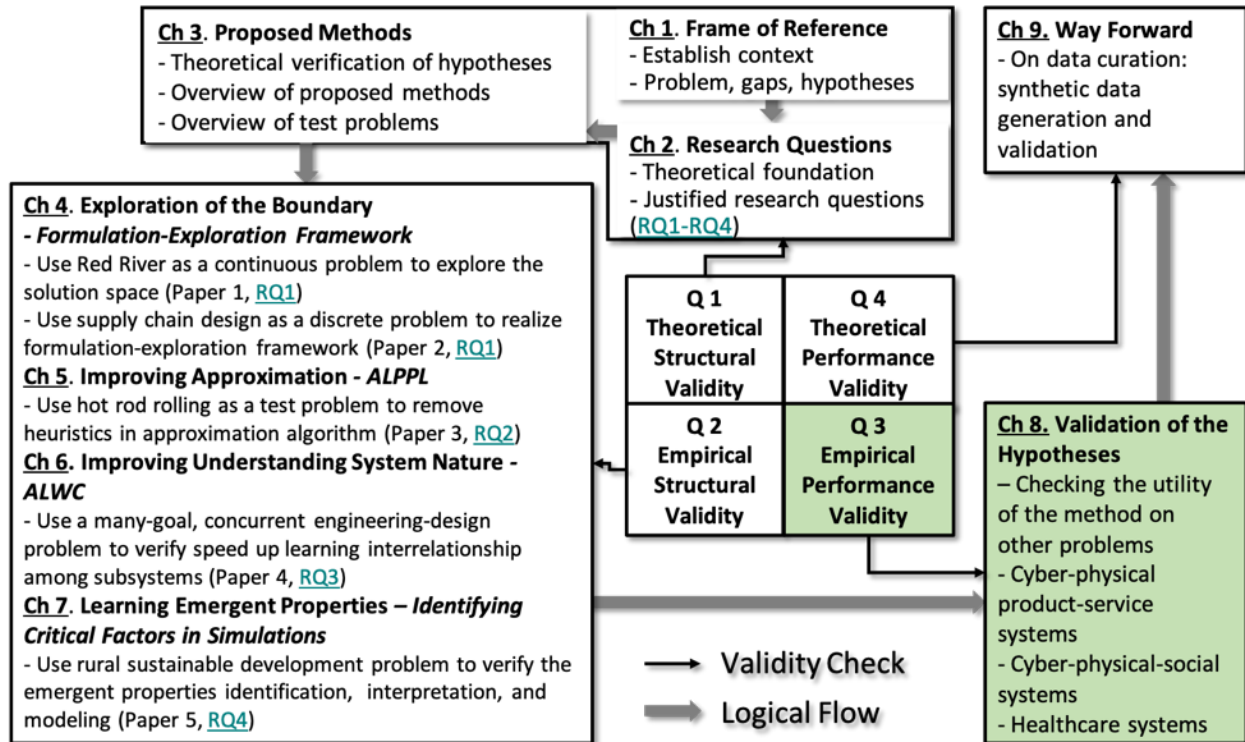 Ch 3. Proposed Methods
- Theoretical verification of hypotheses
- Overview of proposed methods
- Overview of test problems
Ch 1. Frame of Reference
- Establish context
- Problem, gaps, hypotheses
Ch 2. Research Questions
- Theoretical foundation
- Justified research questions
(RQ1-RQ4)
Ch 9. Way Forward
- On data curation:
synthetic data
generation and
validation
Ch 4. Exploration of the Boundary
- Formulation-Exploration Framework
- Use Red River as a continuous problem to explore the
solution space (Paper 1, RQ1)
- Use supply chain design as a discrete problem to realize
formulation-exploration framework (Paper 2, RQ1)
Ch 5. Improving Approximation - ALPPL
- Use hot rod rolling as a test problem to remove
heuristics in approximation algorithm (Paper 3, RQ2)
Ch 6. Improving Understanding System Nature -
ALWC
- Use a many-goal, concurrent engineering-design
problem to verify speed up learning interrelationship
among subsystems (Paper 4, RQ3)
Ch 7. Learning Emergent Properties – Identifying
Critical Factors in Simulations
- Use rural sustainable development problem to verify the
emergent properties identification, interpretation, and
modeling (Paper 5, RQ4)
Q 1
Theoretical
Structural
Validity
Q 4
Theoretical
Performance
Validity
Q 2
Empirical
Structural
Validity
Q 3
Empirical
Performance
Validity
Ch 8. Validation of the
Hypotheses
– Checking the utility
of the method on
other problems
- Cyber-physical
product-service
systems
- Cyber-physical-social
systems
- Healthcare systems
Validity Check
Logical Flow